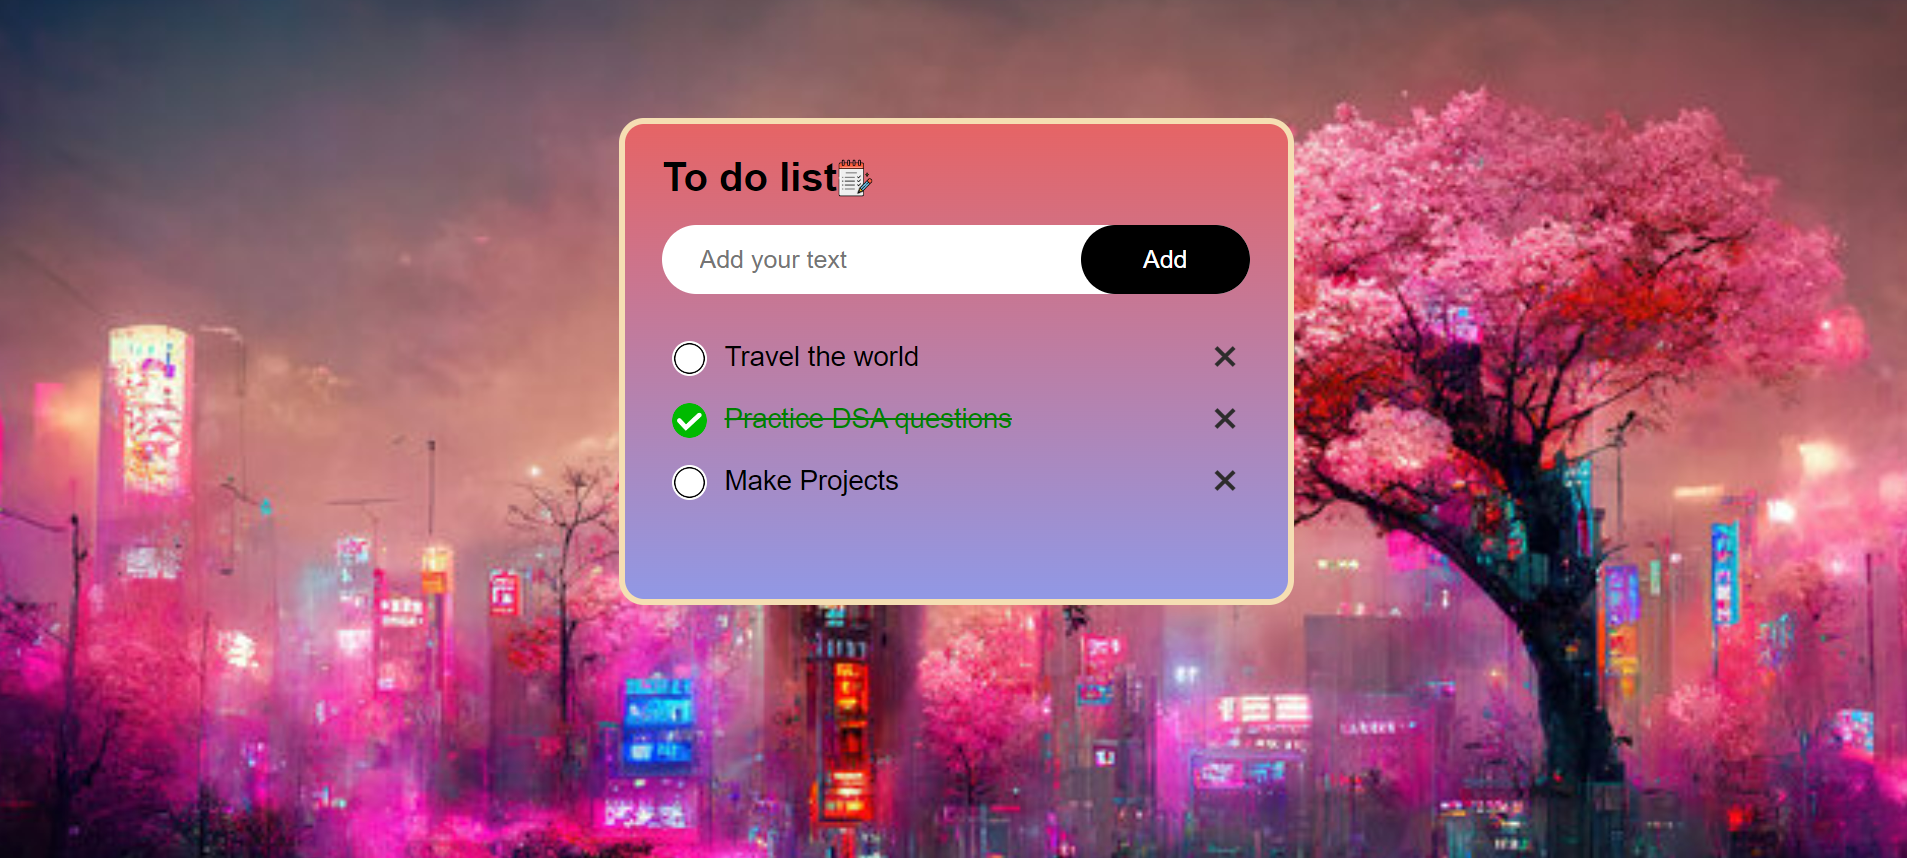 To do list
Add your text
Add
Travel the world
Practice DSA questions
Make Projects